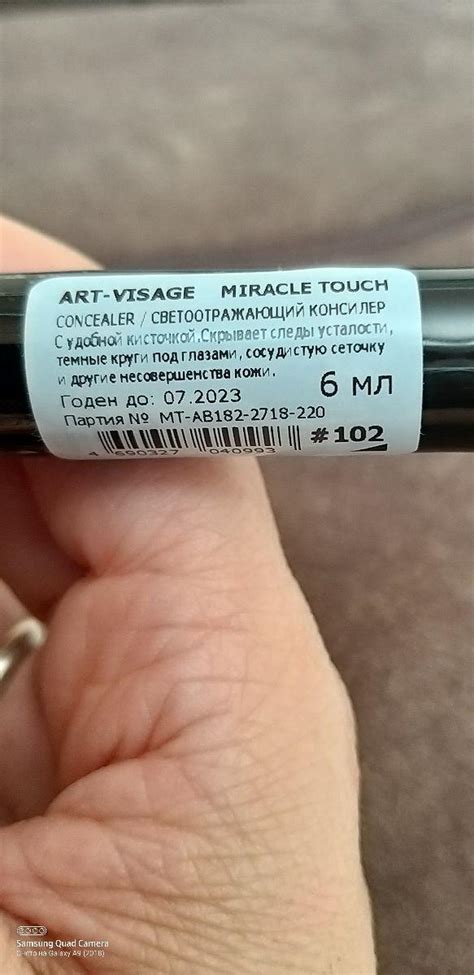 ART-VISAGE MIRACLE TOUCH
CONCEALER / СВЕТООТРАЖАЮЩИЙ КОНСИЛЕР
С удобной кисточкой.Скрывает следы усталости,
темные круги под глазами, сосудистую сеточку
и другие несовершенства кожи.
6 мл
Годен до: 07.2023
Партия № MT-AB182-2718-220
#102
4 690327 040993
Samsung Quad Camera
Снято на Galaxy A9 (2018)